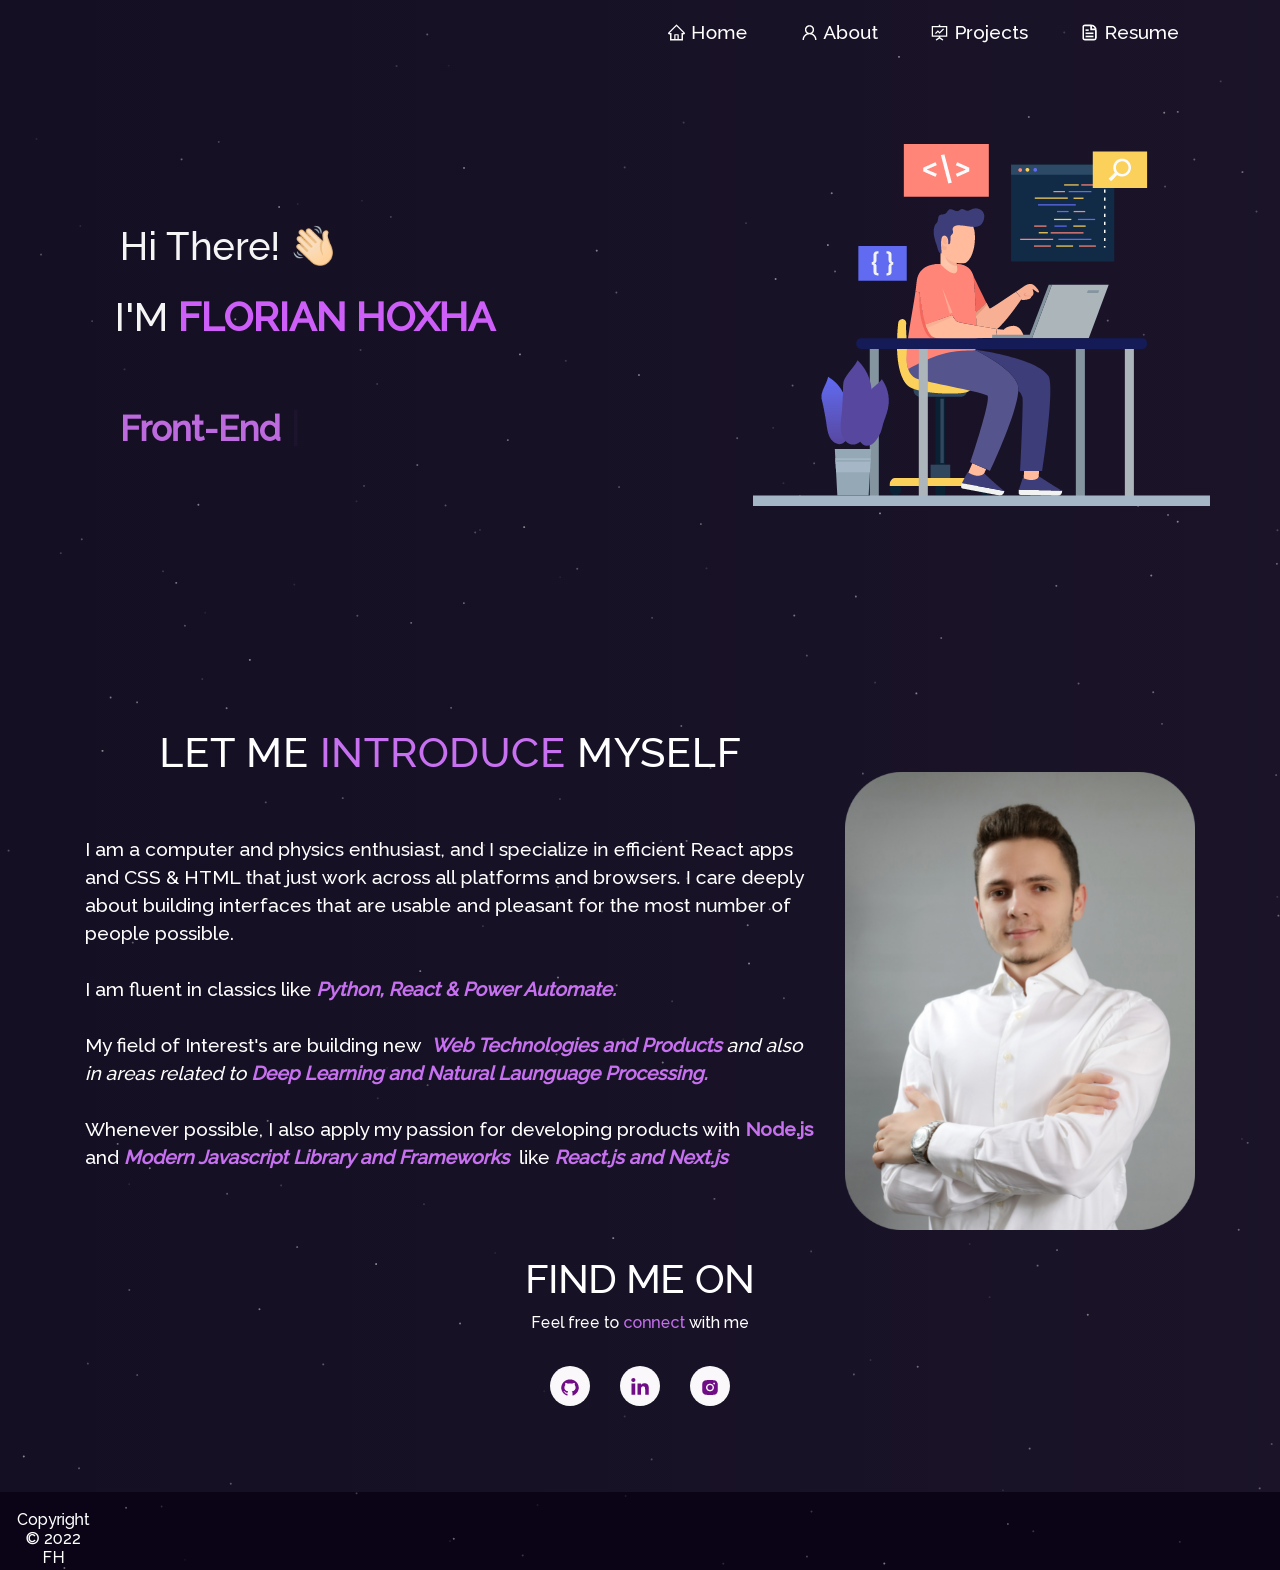 Home
About
Projects
Resume
</>
{ }
Hi There! 👋🏻
I'M FLORIAN HOXHA
Front-End
LET ME INTRODUCE MYSELF
I am a computer and physics enthusiast, and I specialize in efficient React apps
and CSS & HTML that just work across all platforms and browsers. I care deeply
about building interfaces that are usable and pleasant for the most number of
people possible.
I am fluent in classics like Python, React & Power Automate.
My field of Interest's are building new Web Technologies and Products and also
in areas related to Deep Learning and Natural Launguage Processing.
Whenever possible, I also apply my passion for developing products with Node.js
and Modern Javascript Library and Frameworks like React.js and Next.js
FIND ME ON
Feel free to connect with me
in
Copyright
© 2022
FH